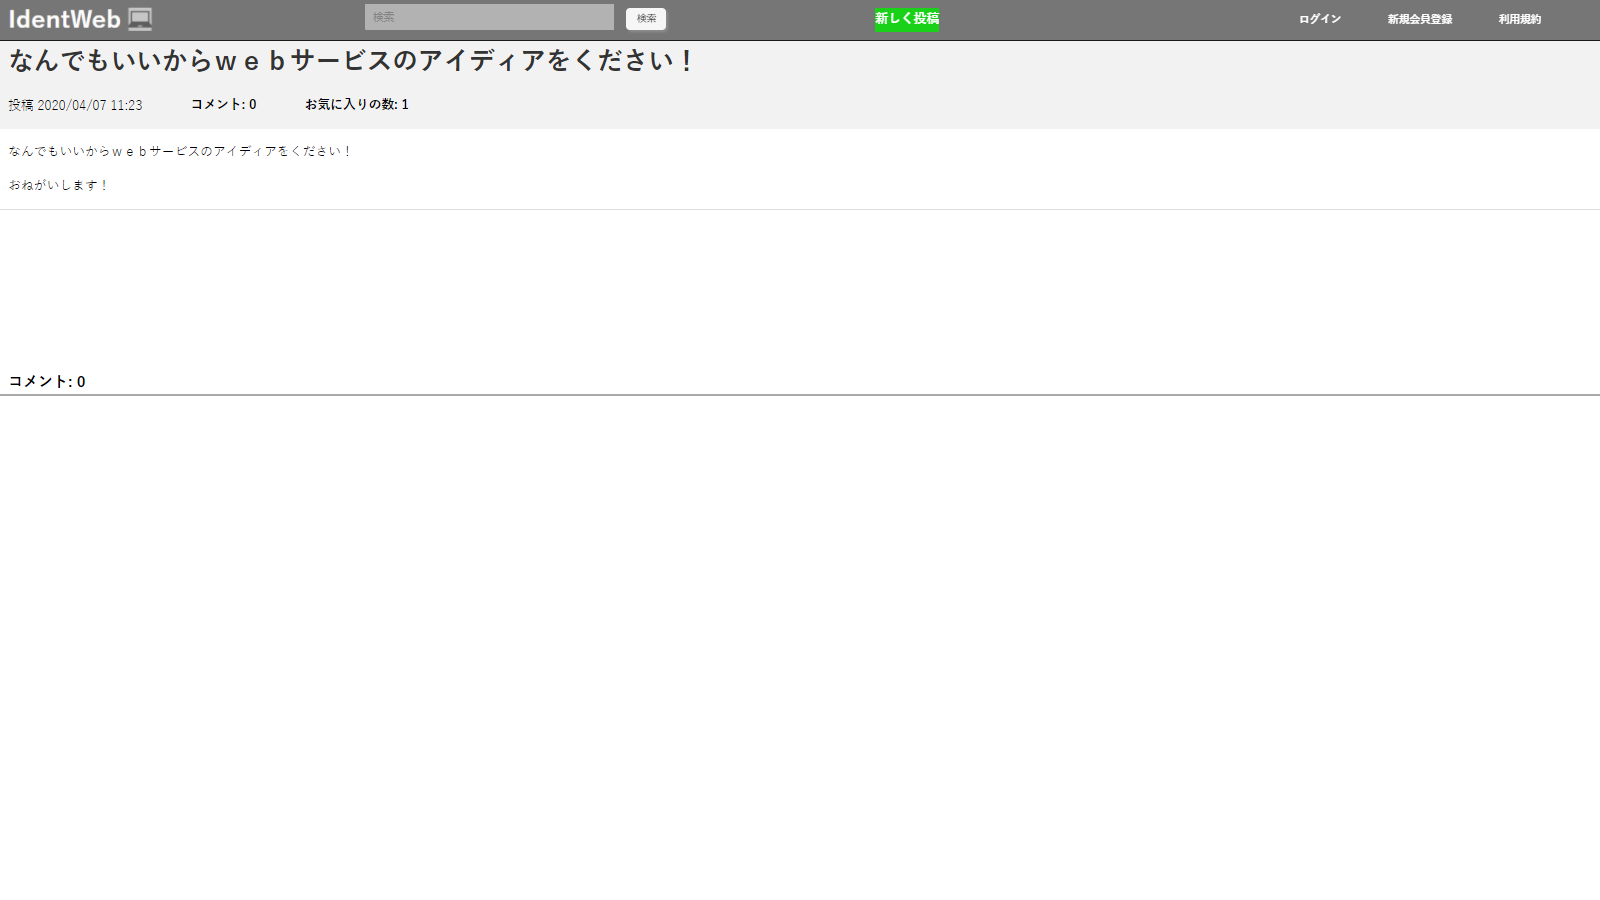 IdentWeb
検索
検索
新しく投稿
ログイン
新規会員登録
利用規約
なんでもいいからｗｅｂサービスのアイディアをください！
投稿 2020/04/07 11:23
コメント: 0
お気に入りの数: 1
なんでもいいからｗｅｂサービスのアイディアをください！
おねがいします！
コメント: 0